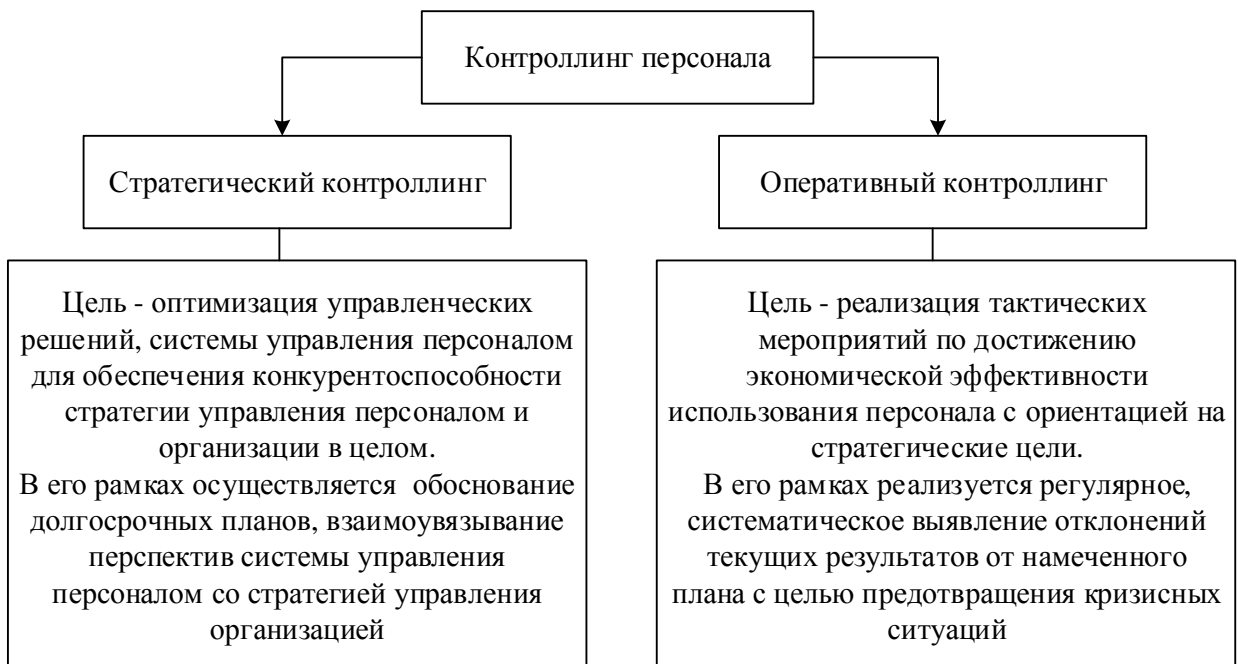 Контроллинг персонала
Стратегический контроллинг
Оперативный контроллинг
Цель - оптимизация управленческих
решений, системы управления персоналом
для обеспечения конкурентоспособности
стратегии управления персоналом и
организации в целом.
В его рамках осуществляется обоснование
долгосрочных планов, взаимоувязывание
перспектив системы управления
персоналом со стратегией управления
организацией
Цель - реализация тактических
мероприятий по достижению
экономической эффективности
использования персонала с ориентацией на
стратегические цели.
В его рамках реализуется регулярное,
систематическое выявление отклонений
текущих результатов от намеченного
плана с целью предотвращения кризисных
ситуаций